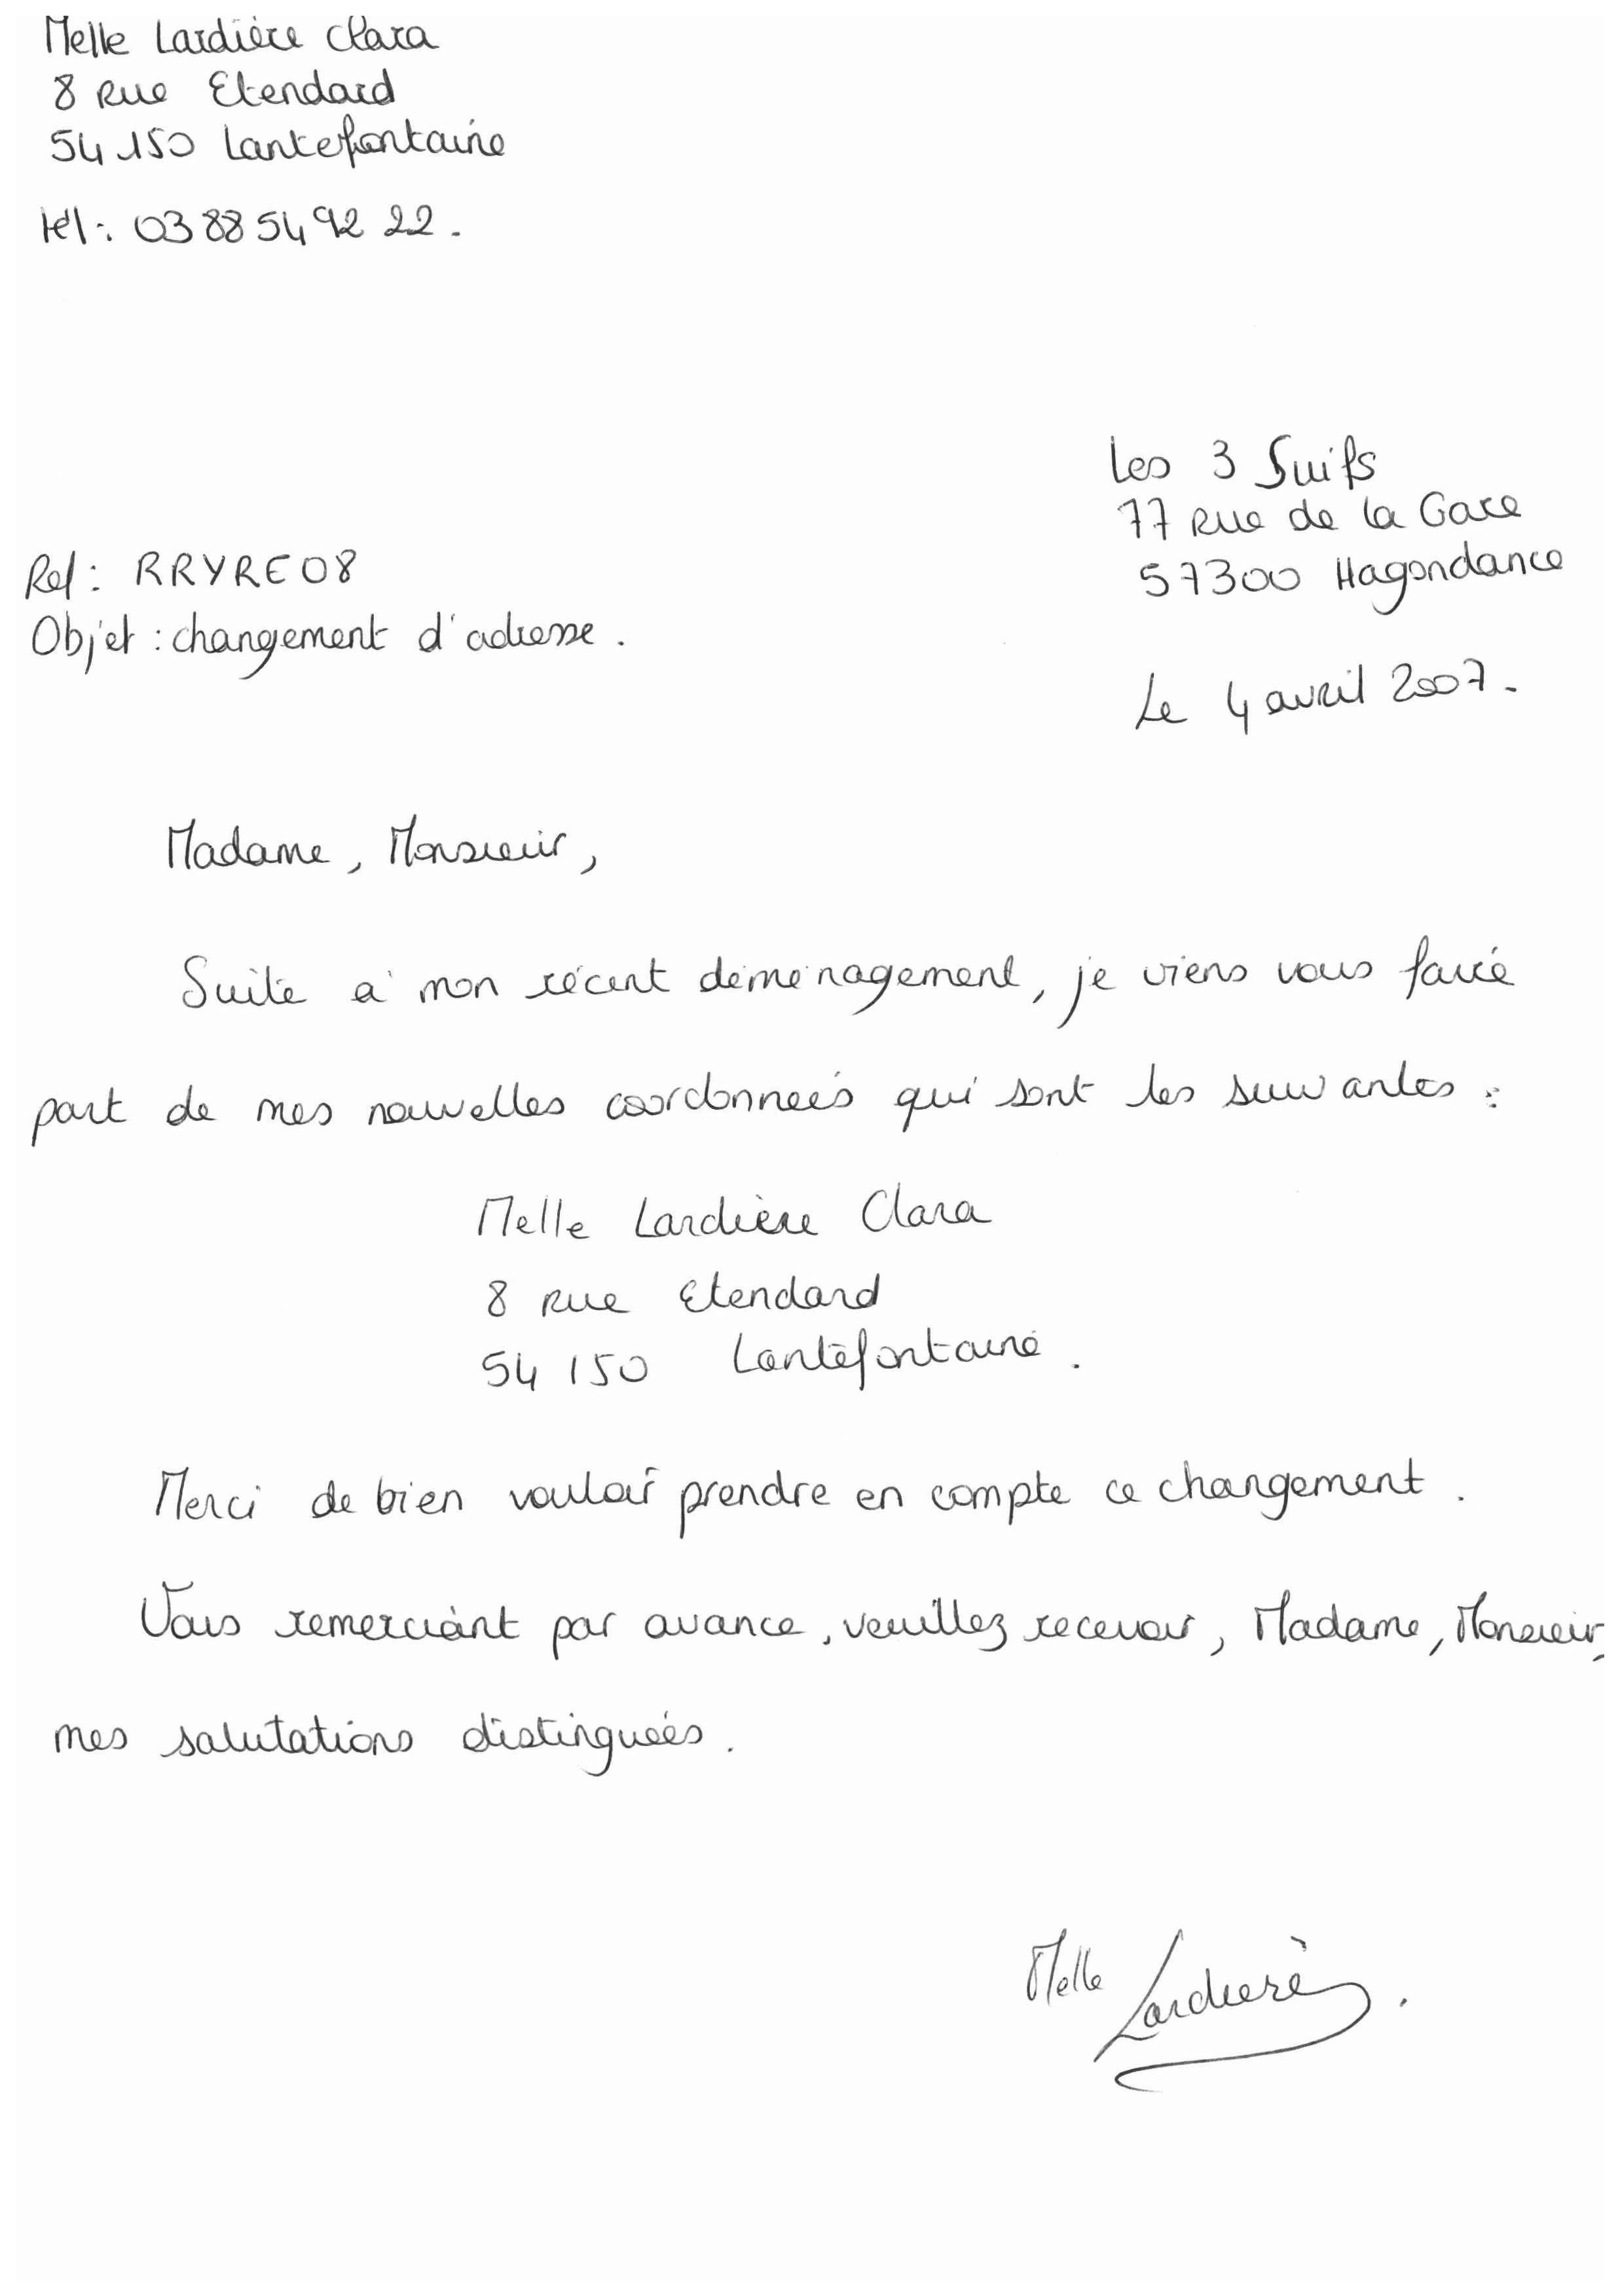 Melle Lardière Clara
8 Rue Etendard
54 150 Lantefontaine
tél : 03 88 54 92 22.
Les 3 Suifs
77 Rue de la Gare
57300 Hagondance
Ref : RRYRE08
Objet : changement d'adresse.
Le 4 avril 2007.
Madame, Monsieur,
Suite à mon récent déménagement, je viens vous faire
part de mes nouvelles coordonnées qui sont les suivantes :
Melle Lardière Clara
8 rue Etendard
54 150 Lantéfontaine.
Merci de bien vouloir prendre en compte ce changement.
Vous remerciant par avance, veuillez recevoir, Madame, Monsieur,
mes salutations distinguées.
Melle Lardière.